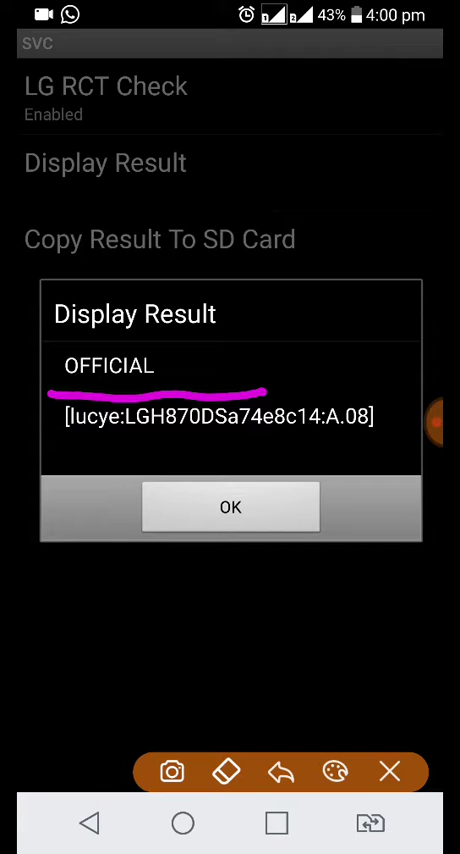 43% 4:00 pm
SVC
LG RCT Check
Enabled
Display Result
Copy Result To SD Card
Display Result
OFFICIAL
[lucye:LGH870DSa74e8c14:A.08]
OK